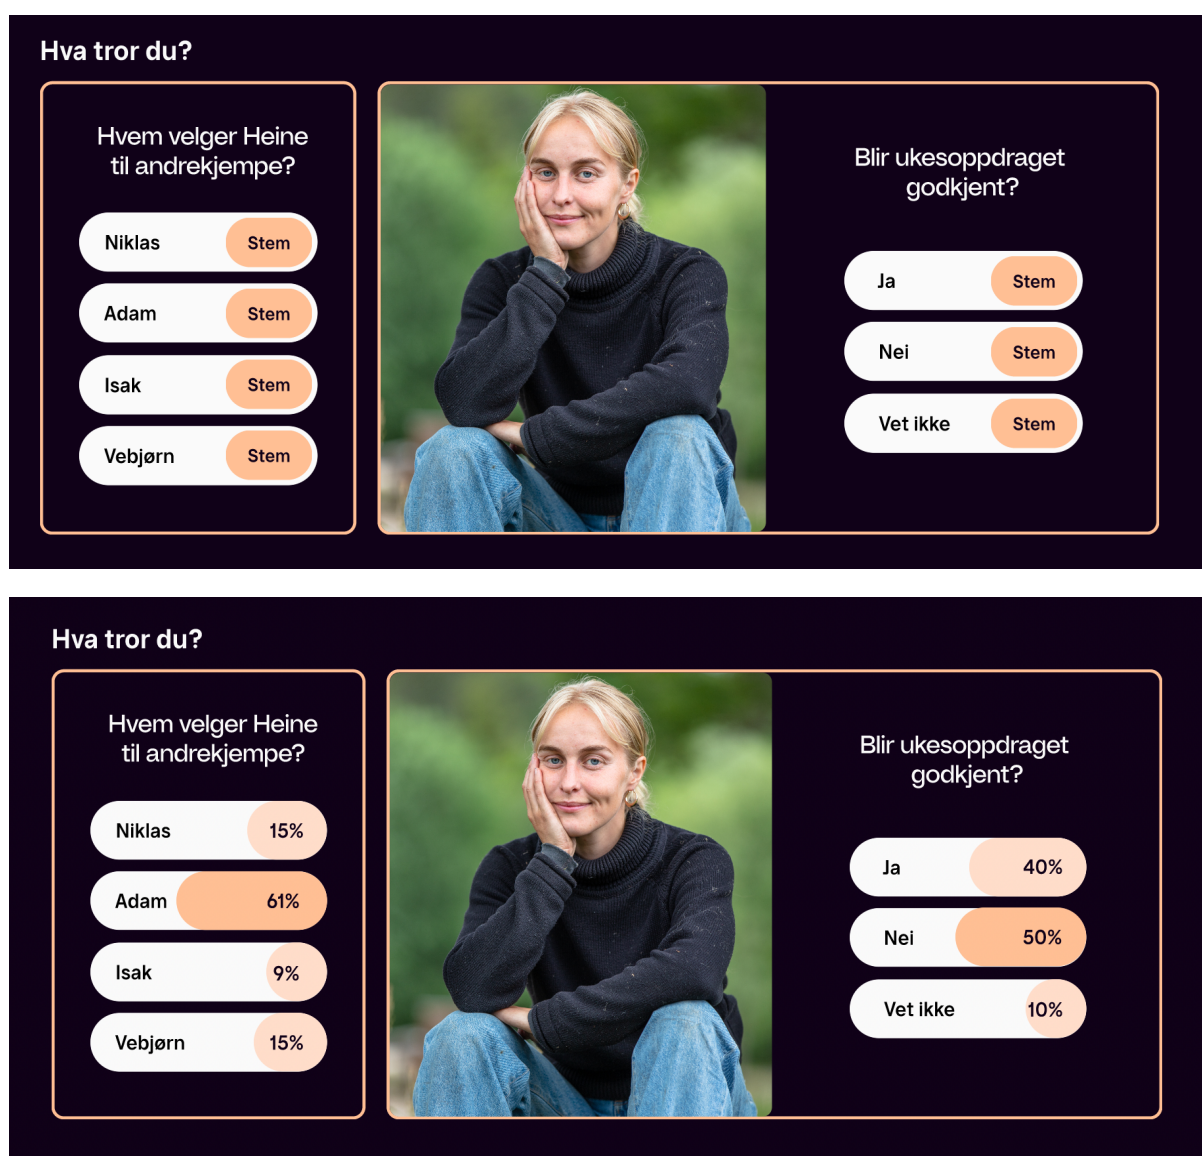 Hva tror du?
Hvem velger Heine
til andrekjempe?
Niklas Stem
Adam Stem
Isak Stem
Vebjørn Stem
Blir ukesoppdraget
godkjent?
Ja Stem
Nei Stem
Vet ikke Stem
Hva tror du?
Hvem velger Heine
til andrekjempe?
Niklas 15%
Adam 61%
Isak 9%
Vebjørn 15%
Blir ukesoppdraget
godkjent?
Ja 40%
Nei 50%
Vet ikke 10%